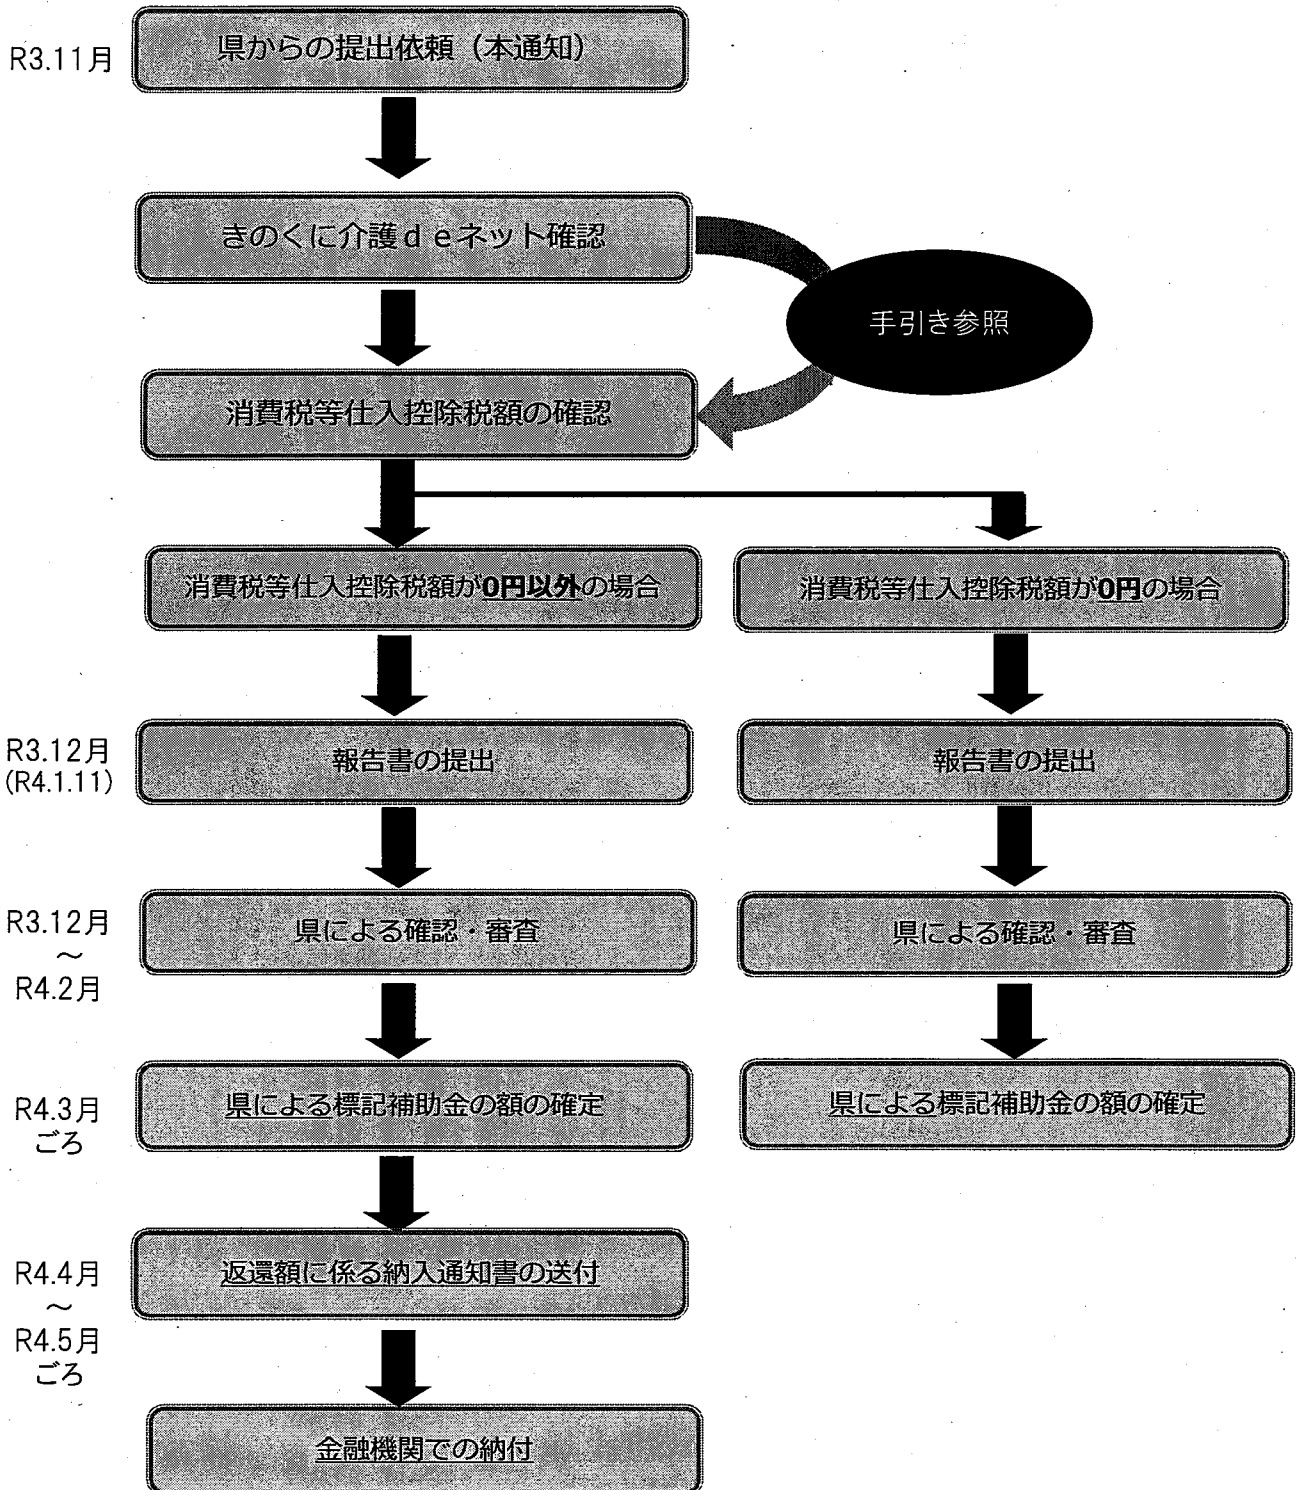 R3.11月
県からの提出依頼（本通知）
きのくに介護ｄｅネット確認
手引き参照
消費税等仕入控除税額の確認
消費税等仕入控除税額が0円以外の場合
消費税等仕入控除税額が0円の場合
R3.12月
(R4.1.11)
報告書の提出
報告書の提出
R3.12月
～
R4.2月
県による確認・審査
県による確認・審査
R4.3月
ごろ
県による標記補助金の額の確定
県による標記補助金の額の確定
R4.4月
～
R4.5月
ごろ
返還額に係る納入通知書の送付
金融機関での納付